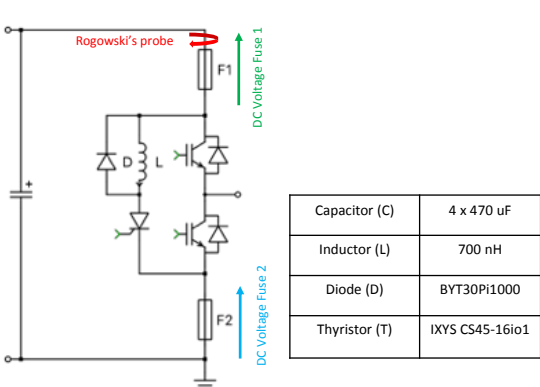 Rogowski's probe
F1
DC Voltage Fuse 1
D
L
+
F2
DC Voltage Fuse 2
Capacitor (C) 4 x 470 uF
Inductor (L) 700 nH
Diode (D) BYT30Pi1000
Thyristor (T) IXYS CS45-16io1